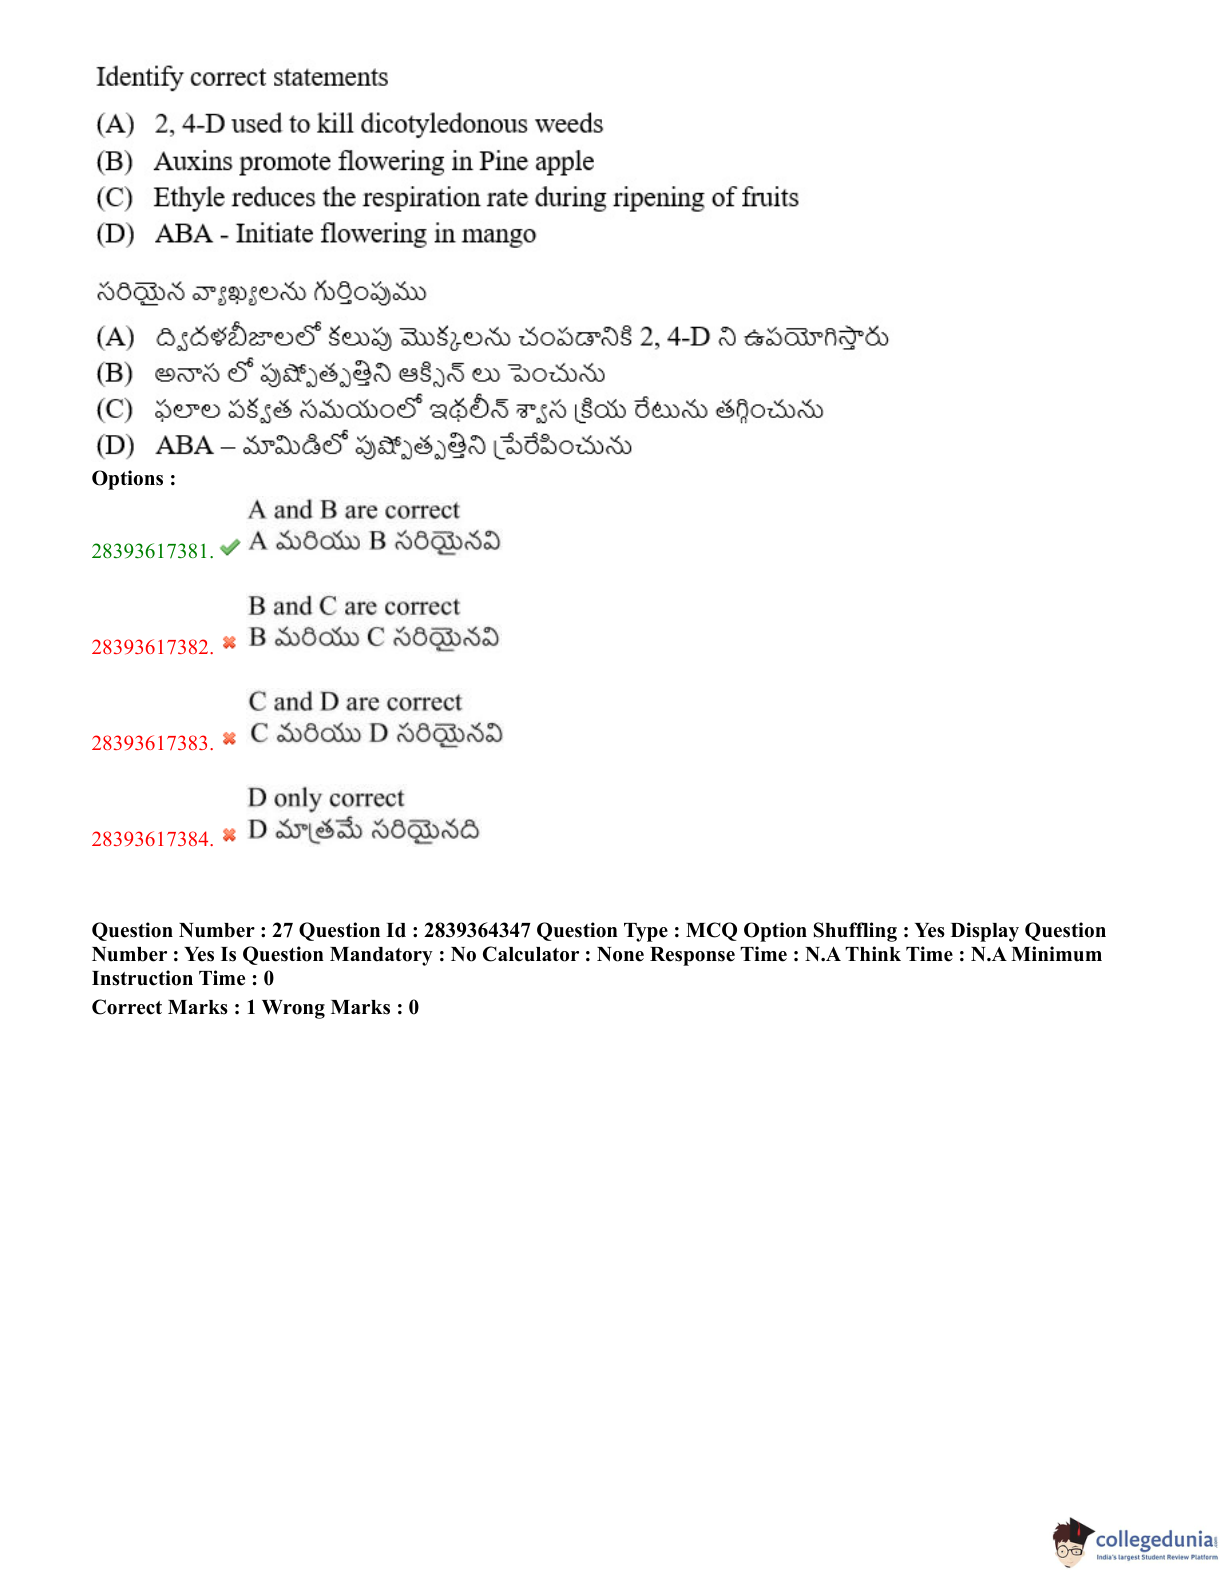 Identify correct statements
(A) 2, 4-D used to kill dicotyledonous weeds
(B) Auxins promote flowering in Pine apple
(C) Ethyle reduces the respiration rate during ripening of fruits
(D) ABA - Initiate flowering in mango
సరియైన వ్యాఖ్యలను గుర్తింపుము
(A) ద్విదళబీజాలలో కలుపు మొక్కలను చంపడానికి 2, 4-D ని ఉపయోగిస్తారు
(B) అనాస లో పుష్పోత్పత్తిని ఆక్సిన్ లు పెంచును
(C) ఫలాల పక్వత సమయంలో ఇథలీన్ శ్వాస క్రియ రేటును తగ్గించును
(D) ABA – మామిడిలో పుష్పోత్పత్తిని ప్రేరేపించును
Options :
A and B are correct
28393617381. A మరియు B సరియైనవి
B and C are correct
28393617382. B మరియు C సరియైనవి
C and D are correct
28393617383. C మరియు D సరియైనవి
D only correct
28393617384. D మాత్రమే సరియైనది
Question Number : 27 Question Id : 2839364347 Question Type : MCQ Option Shuffling : Yes Display Question
Number : Yes Is Question Mandatory : No Calculator : None Response Time : N.A Think Time : N.A Minimum
Instruction Time : 0
Correct Marks : 1 Wrong Marks : 0
collegedunia
India's largest Student Review Platform